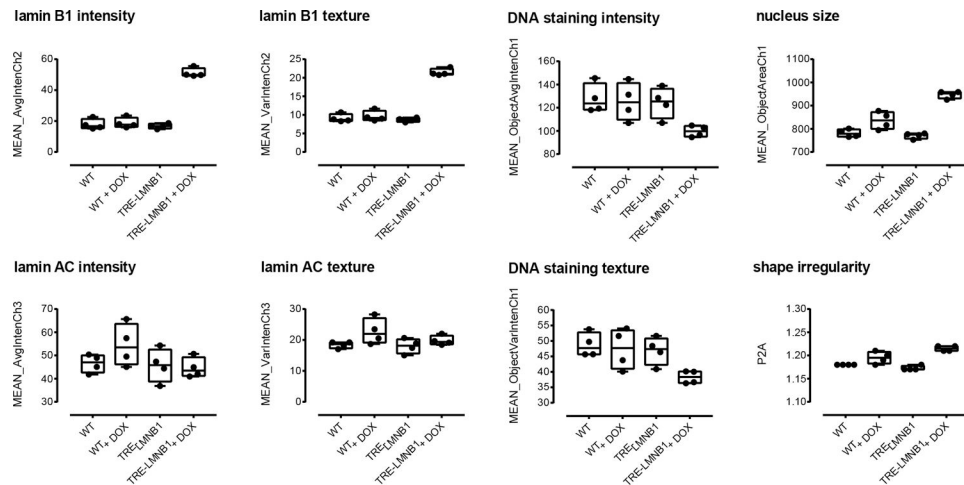 lamin B1 intensity
MEAN_AvgIntenCh2
60
40
20
0
WT
WT + DOX
TRE-LMNB1
TRE-LMNB1 + DOX
lamin B1 texture
MEAN_VarIntenCh2
25
20
15
10
5
0
WT
WT + DOX
TRE-LMNB1
TRE-LMNB1 + DOX
DNA staining intensity
MEAN_ObjectAvgIntenCh1
160
140
120
100
80
WT
WT + DOX
TRE-LMNB1
TRE-LMNB1 + DOX
nucleus size
MEAN_ObjectAreaCh1
1100
1000
900
800
700
WT
WT + DOX
TRE-LMNB1
TRE-LMNB1 + DOX
lamin AC intensity
MEAN_AvgIntenCh3
70
60
50
40
30
WT
WT + DOX
TRE-LMNB1
TRE-LMNB1 + DOX
lamin AC texture
MEAN_VarIntenCh3
30
20
10
0
WT
WT + DOX
TRE-LMNB1
TRE-LMNB1 + DOX
DNA staining texture
MEAN_ObjectVarIntenCh1
60
55
50
45
40
35
30
WT
WT + DOX
TRE-LMNB1
TRE-LMNB1 + DOX
shape irregularity
P2A
1.30
1.25
1.20
1.15
1.10
WT
WT + DOX
TRE-LMNB1
TRE-LMNB1 + DOX